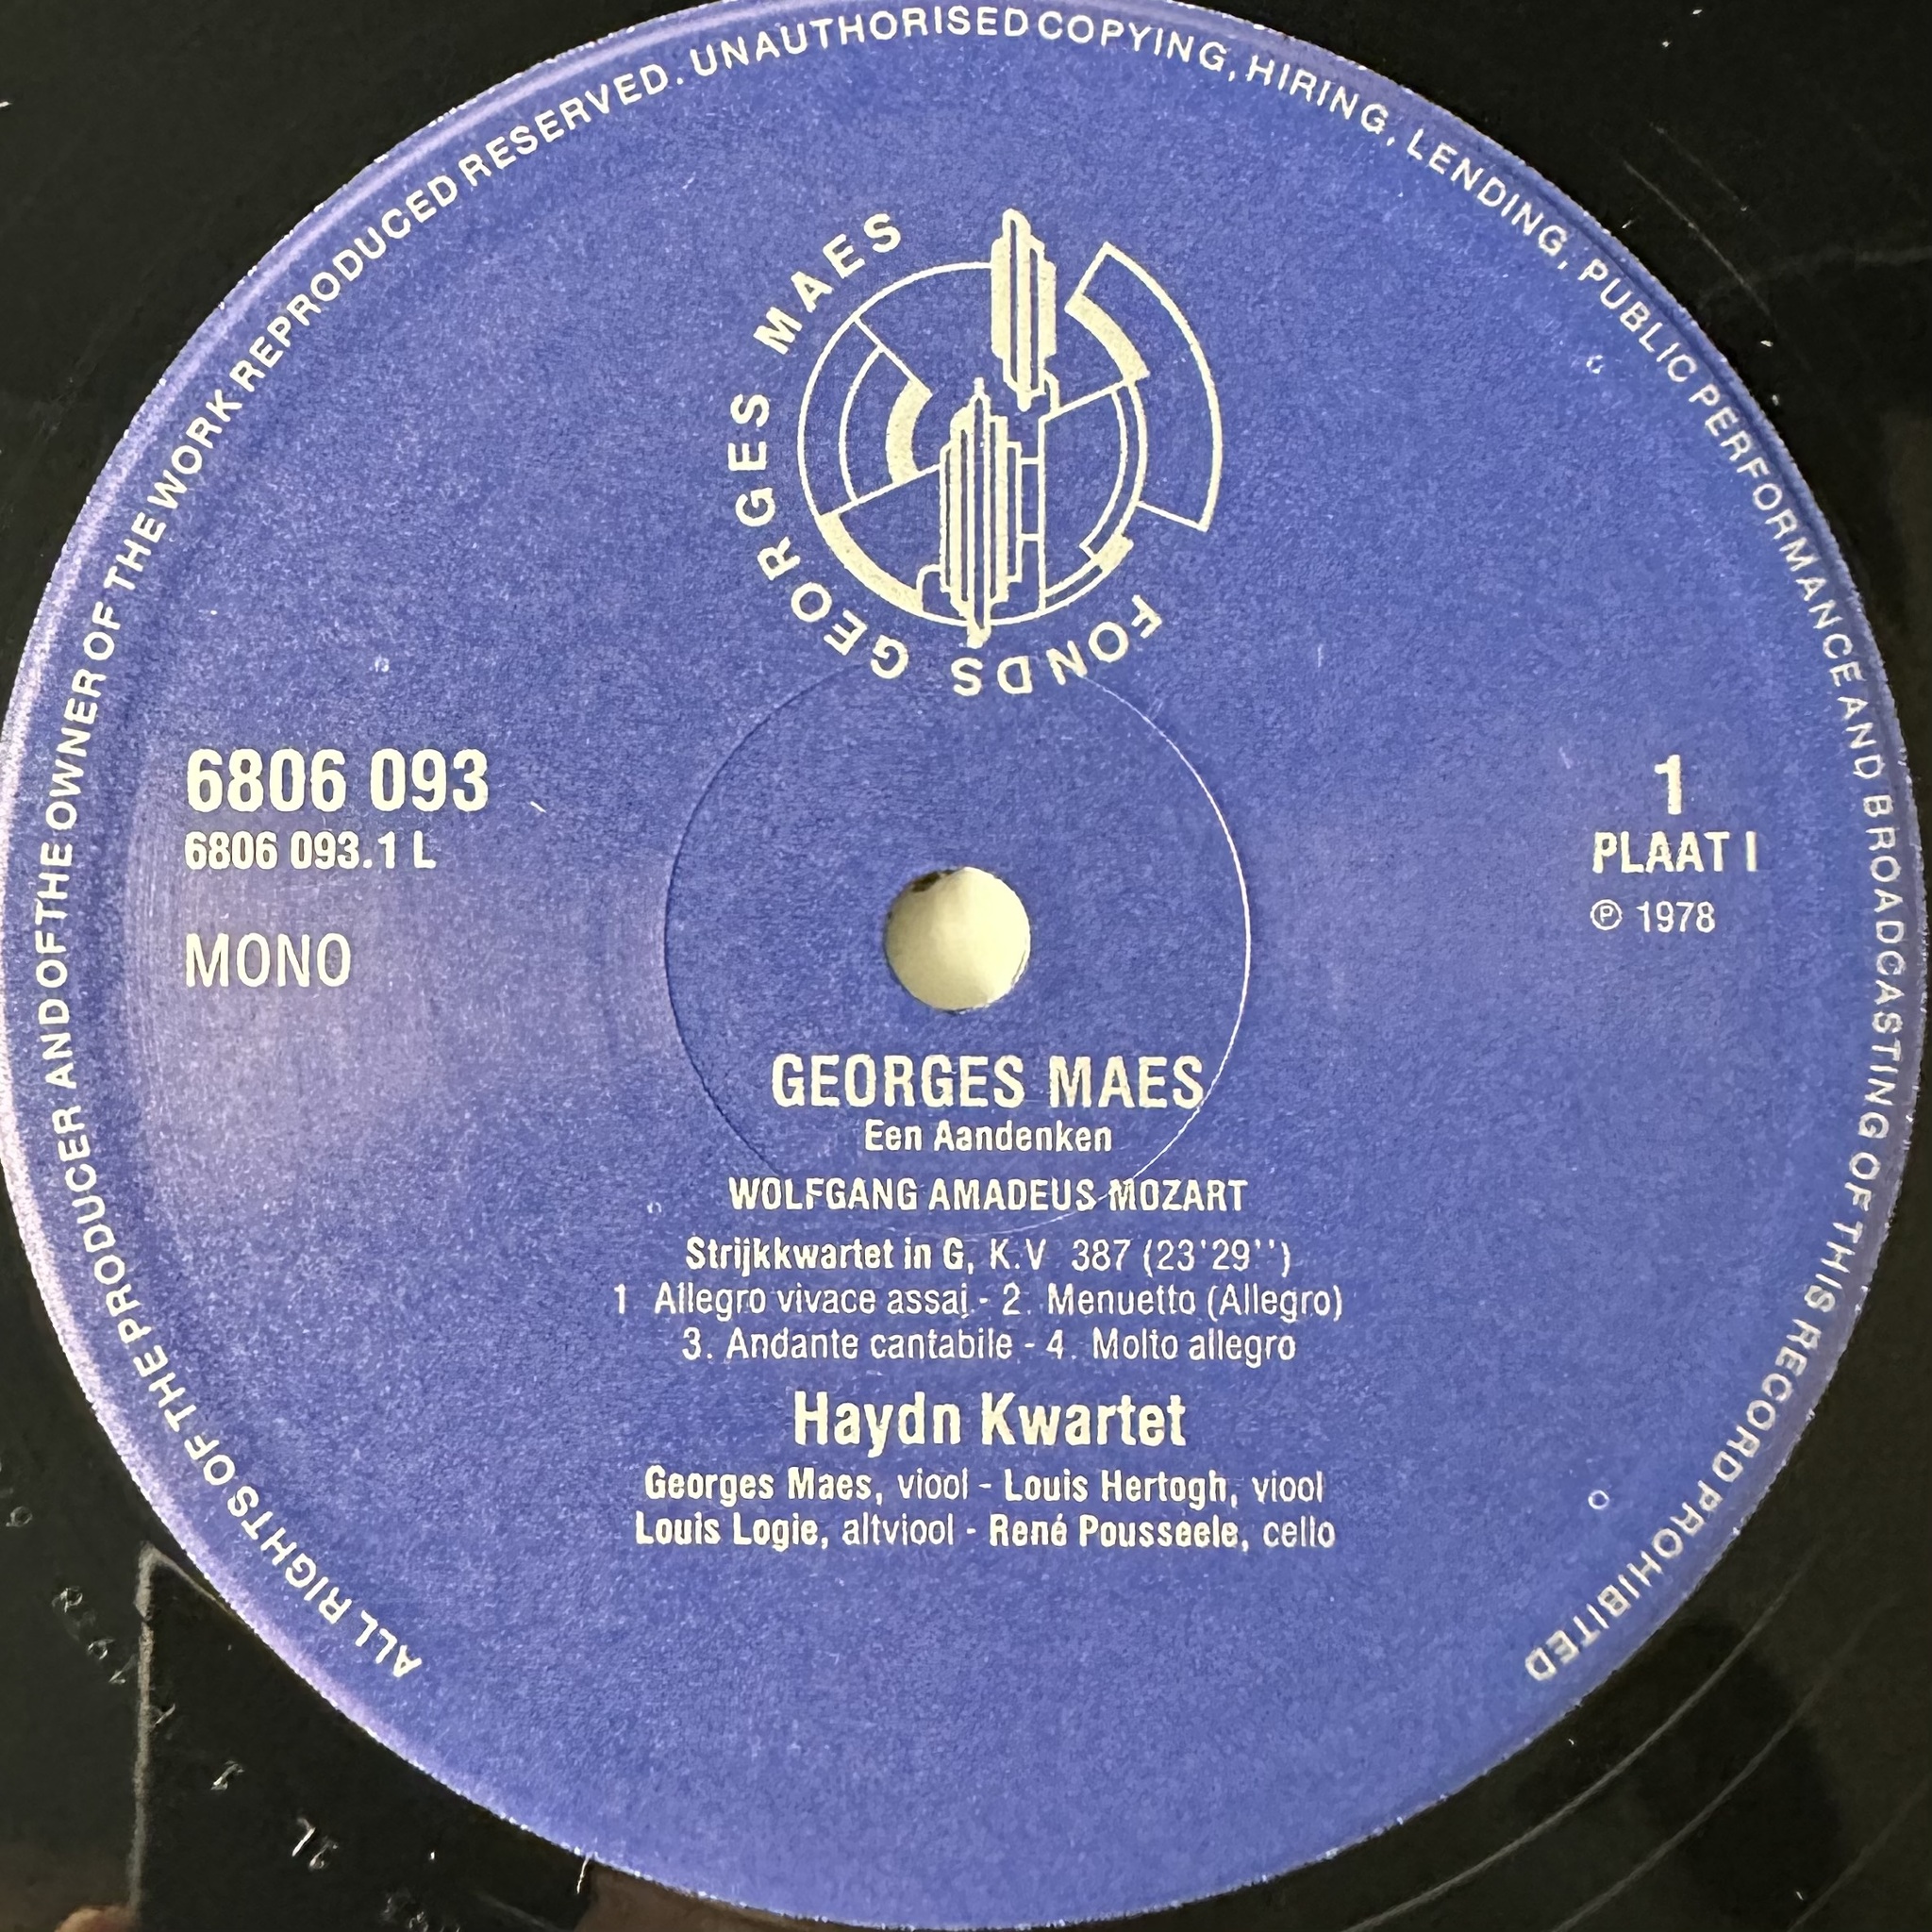 ALL RIGHTS OF THE PRODUCER AND OF THE OWNER OF THE WORK REPRODUCED RESERVED. UNAUTHORISED COPYING, HIRING, LENDING, PUBLIC PERFORMANCE AND BROADCASTING OF THIS RECORD PROHIBITED
FONDS GEORGES MAES
6806 093
6806 093.1 L
MONO
1
PLAAT I
℗ 1978
GEORGES MAES
Een Aandenken
WOLFGANG AMADEUS MOZART
Strijkkwartet in G, K.V 387 (23'29'')
1 Allegro vivace assai - 2. Menuetto (Allegro)
3. Andante cantabile - 4. Molto allegro
Haydn Kwartet
Georges Maes, viool - Louis Hertogh, viool
Louis Logie, altviool - René Pousseele, cello